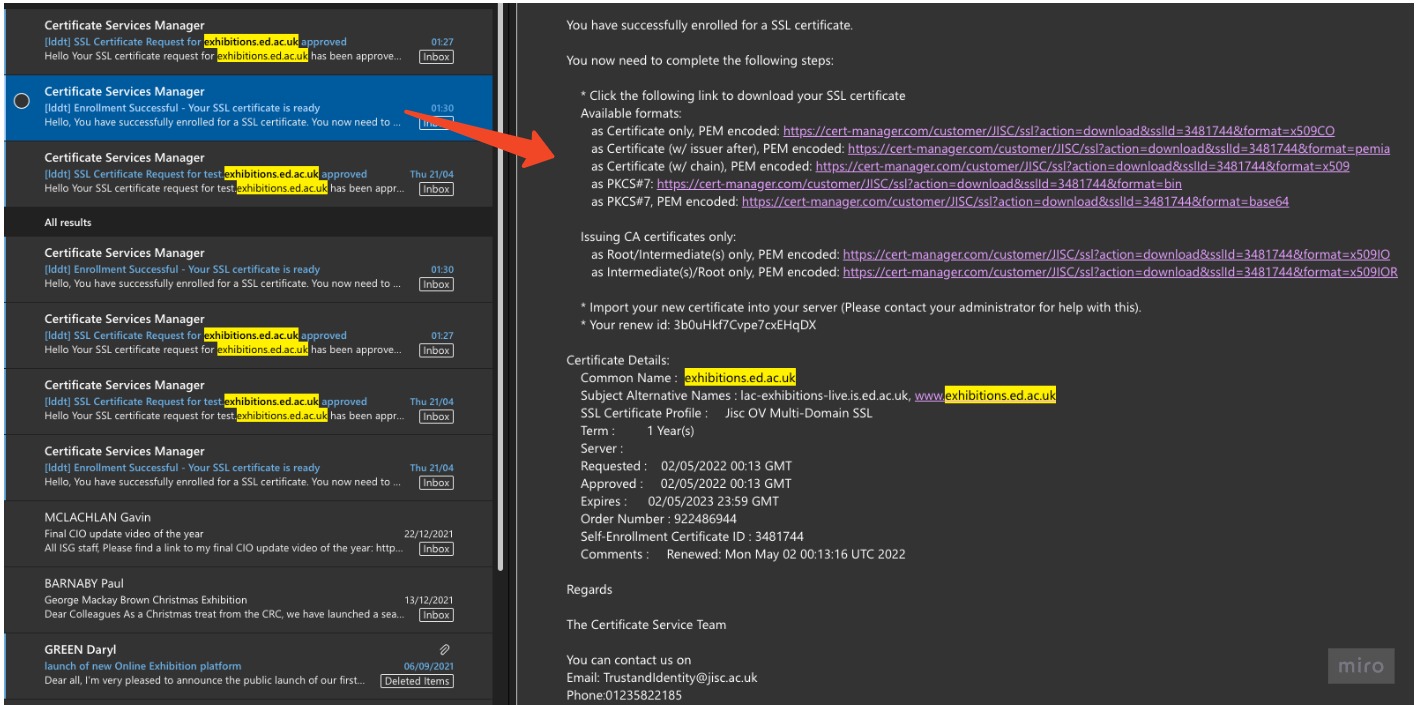 Certificate Services Manager
[lddt] SSL Certificate Request for exhibitions.ed.ac.uk approved 01:27
Hello Your SSL certificate request for exhibitions.ed.ac.uk has been approve... Inbox
Certificate Services Manager
[lddt] Enrollment Successful - Your SSL certificate is ready 01:30
Hello, You have successfully enrolled for a SSL certificate. You now need to ... Inbox
Certificate Services Manager
[lddt] SSL Certificate Request for test.exhibitions.ed.ac.uk approved Thu 21/04
Hello Your SSL certificate request for test.exhibitions.ed.ac.uk has been appr... Inbox
All results
Certificate Services Manager
[lddt] Enrollment Successful - Your SSL certificate is ready 01:30
Hello, You have successfully enrolled for a SSL certificate. You now need to ... Inbox
Certificate Services Manager
[lddt] SSL Certificate Request for exhibitions.ed.ac.uk approved 01:27
Hello Your SSL certificate request for exhibitions.ed.ac.uk has been approve... Inbox
Certificate Services Manager
[lddt] SSL Certificate Request for test.exhibitions.ed.ac.uk approved Thu 21/04
Hello Your SSL certificate request for test.exhibitions.ed.ac.uk has been appr... Inbox
Certificate Services Manager
[lddt] Enrollment Successful - Your SSL certificate is ready Thu 21/04
Hello, You have successfully enrolled for a SSL certificate. You now need to ... Inbox
MCLACHLAN Gavin
Final CIO update video of the year 22/12/2021
All ISG staff, Please find a link to my final CIO update video of the year: http... Inbox
BARNABY Paul
George Mackay Brown Christmas Exhibition 13/12/2021
Dear Colleagues As a Christmas treat from the CRC, we have launched a sea... Inbox
GREEN Daryl
launch of new Online Exhibition platform 06/09/2021
Dear all, I'm very pleased to announce the public launch of our first... Deleted Items
You have successfully enrolled for a SSL certificate.
You now need to complete the following steps:
* Click the following link to download your SSL certificate
Available formats:
as Certificate only, PEM encoded: https://cert-manager.com/customer/JISC/ssl?action=download&sslId=3481744&format=x509CO
as Certificate (w/ issuer after), PEM encoded: https://cert-manager.com/customer/JISC/ssl?action=download&sslId=3481744&format=pemia
as Certificate (w/ chain), PEM encoded: https://cert-manager.com/customer/JISC/ssl?action=download&sslId=3481744&format=x509
as PKCS#7: https://cert-manager.com/customer/JISC/ssl?action=download&sslId=3481744&format=bin
as PKCS#7, PEM encoded: https://cert-manager.com/customer/JISC/ssl?action=download&sslId=3481744&format=base64
Issuing CA certificates only:
as Root/Intermediate(s) only, PEM encoded: https://cert-manager.com/customer/JISC/ssl?action=download&sslId=3481744&format=x509IO
as Intermediate(s)/Root only, PEM encoded: https://cert-manager.com/customer/JISC/ssl?action=download&sslId=3481744&format=x509IOR
* Import your new certificate into your server (Please contact your administrator for help with this).
* Your renew id: 3b0uHkf7Cvpe7cxEHqDX
Certificate Details:
Common Name : exhibitions.ed.ac.uk
Subject Alternative Names : lac-exhibitions-live.is.ed.ac.uk, www.exhibitions.ed.ac.uk
SSL Certificate Profile : Jisc OV Multi-Domain SSL
Term : 1 Year(s)
Server :
Requested : 02/05/2022 00:13 GMT
Approved : 02/05/2022 00:13 GMT
Expires : 02/05/2023 23:59 GMT
Order Number : 922486944
Self-Enrollment Certificate ID : 3481744
Comments : Renewed: Mon May 02 00:13:16 UTC 2022
Regards
The Certificate Service Team
You can contact us on
Email: TrustandIdentity@jisc.ac.uk
Phone:01235822185
miro